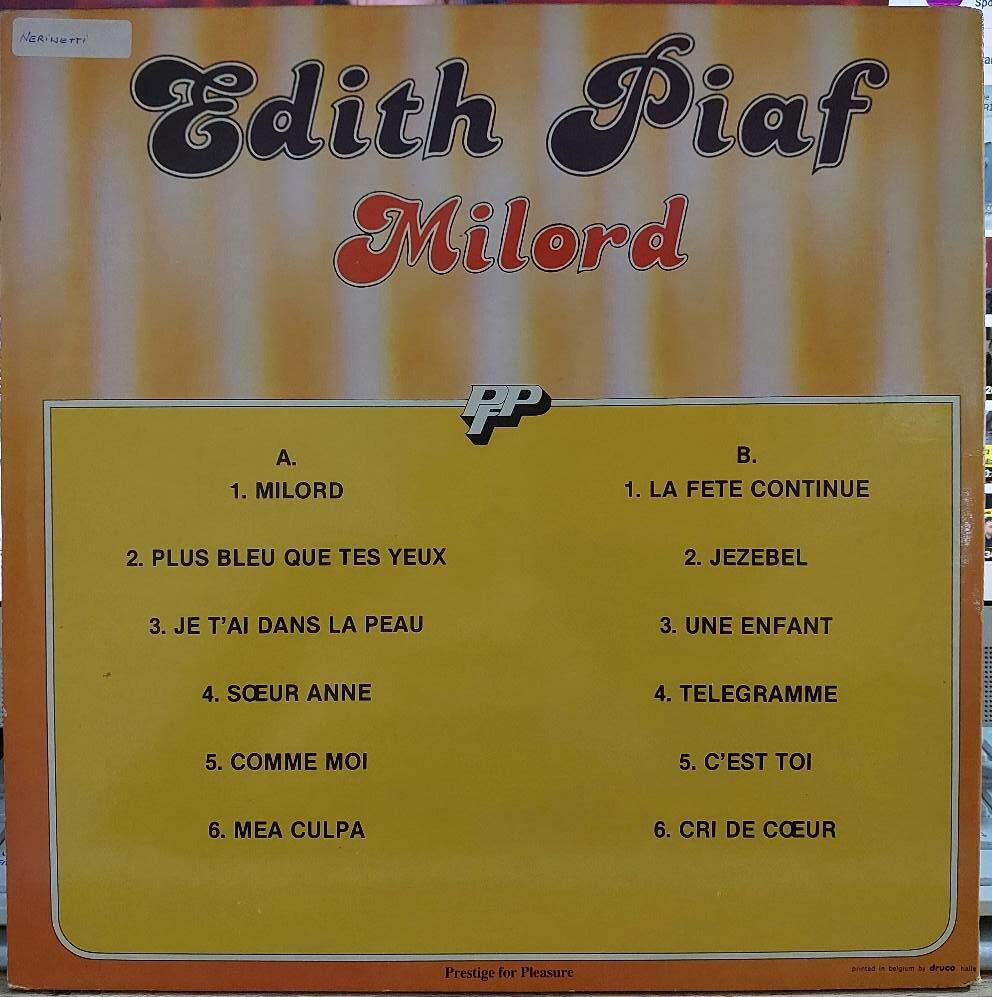 NERINETTI
Edith Piaf
Milord
PFP
A.
1. MILORD
2. PLUS BLEU QUE TES YEUX
3. JE T'AI DANS LA PEAU
4. SŒUR ANNE
5. COMME MOI
6. MEA CULPA
B.
1. LA FETE CONTINUE
2. JEZEBEL
3. UNE ENFANT
4. TELEGRAMME
5. C'EST TOI
6. CRI DE CŒUR
Prestige for Pleasure
printed in belgium by druco halle